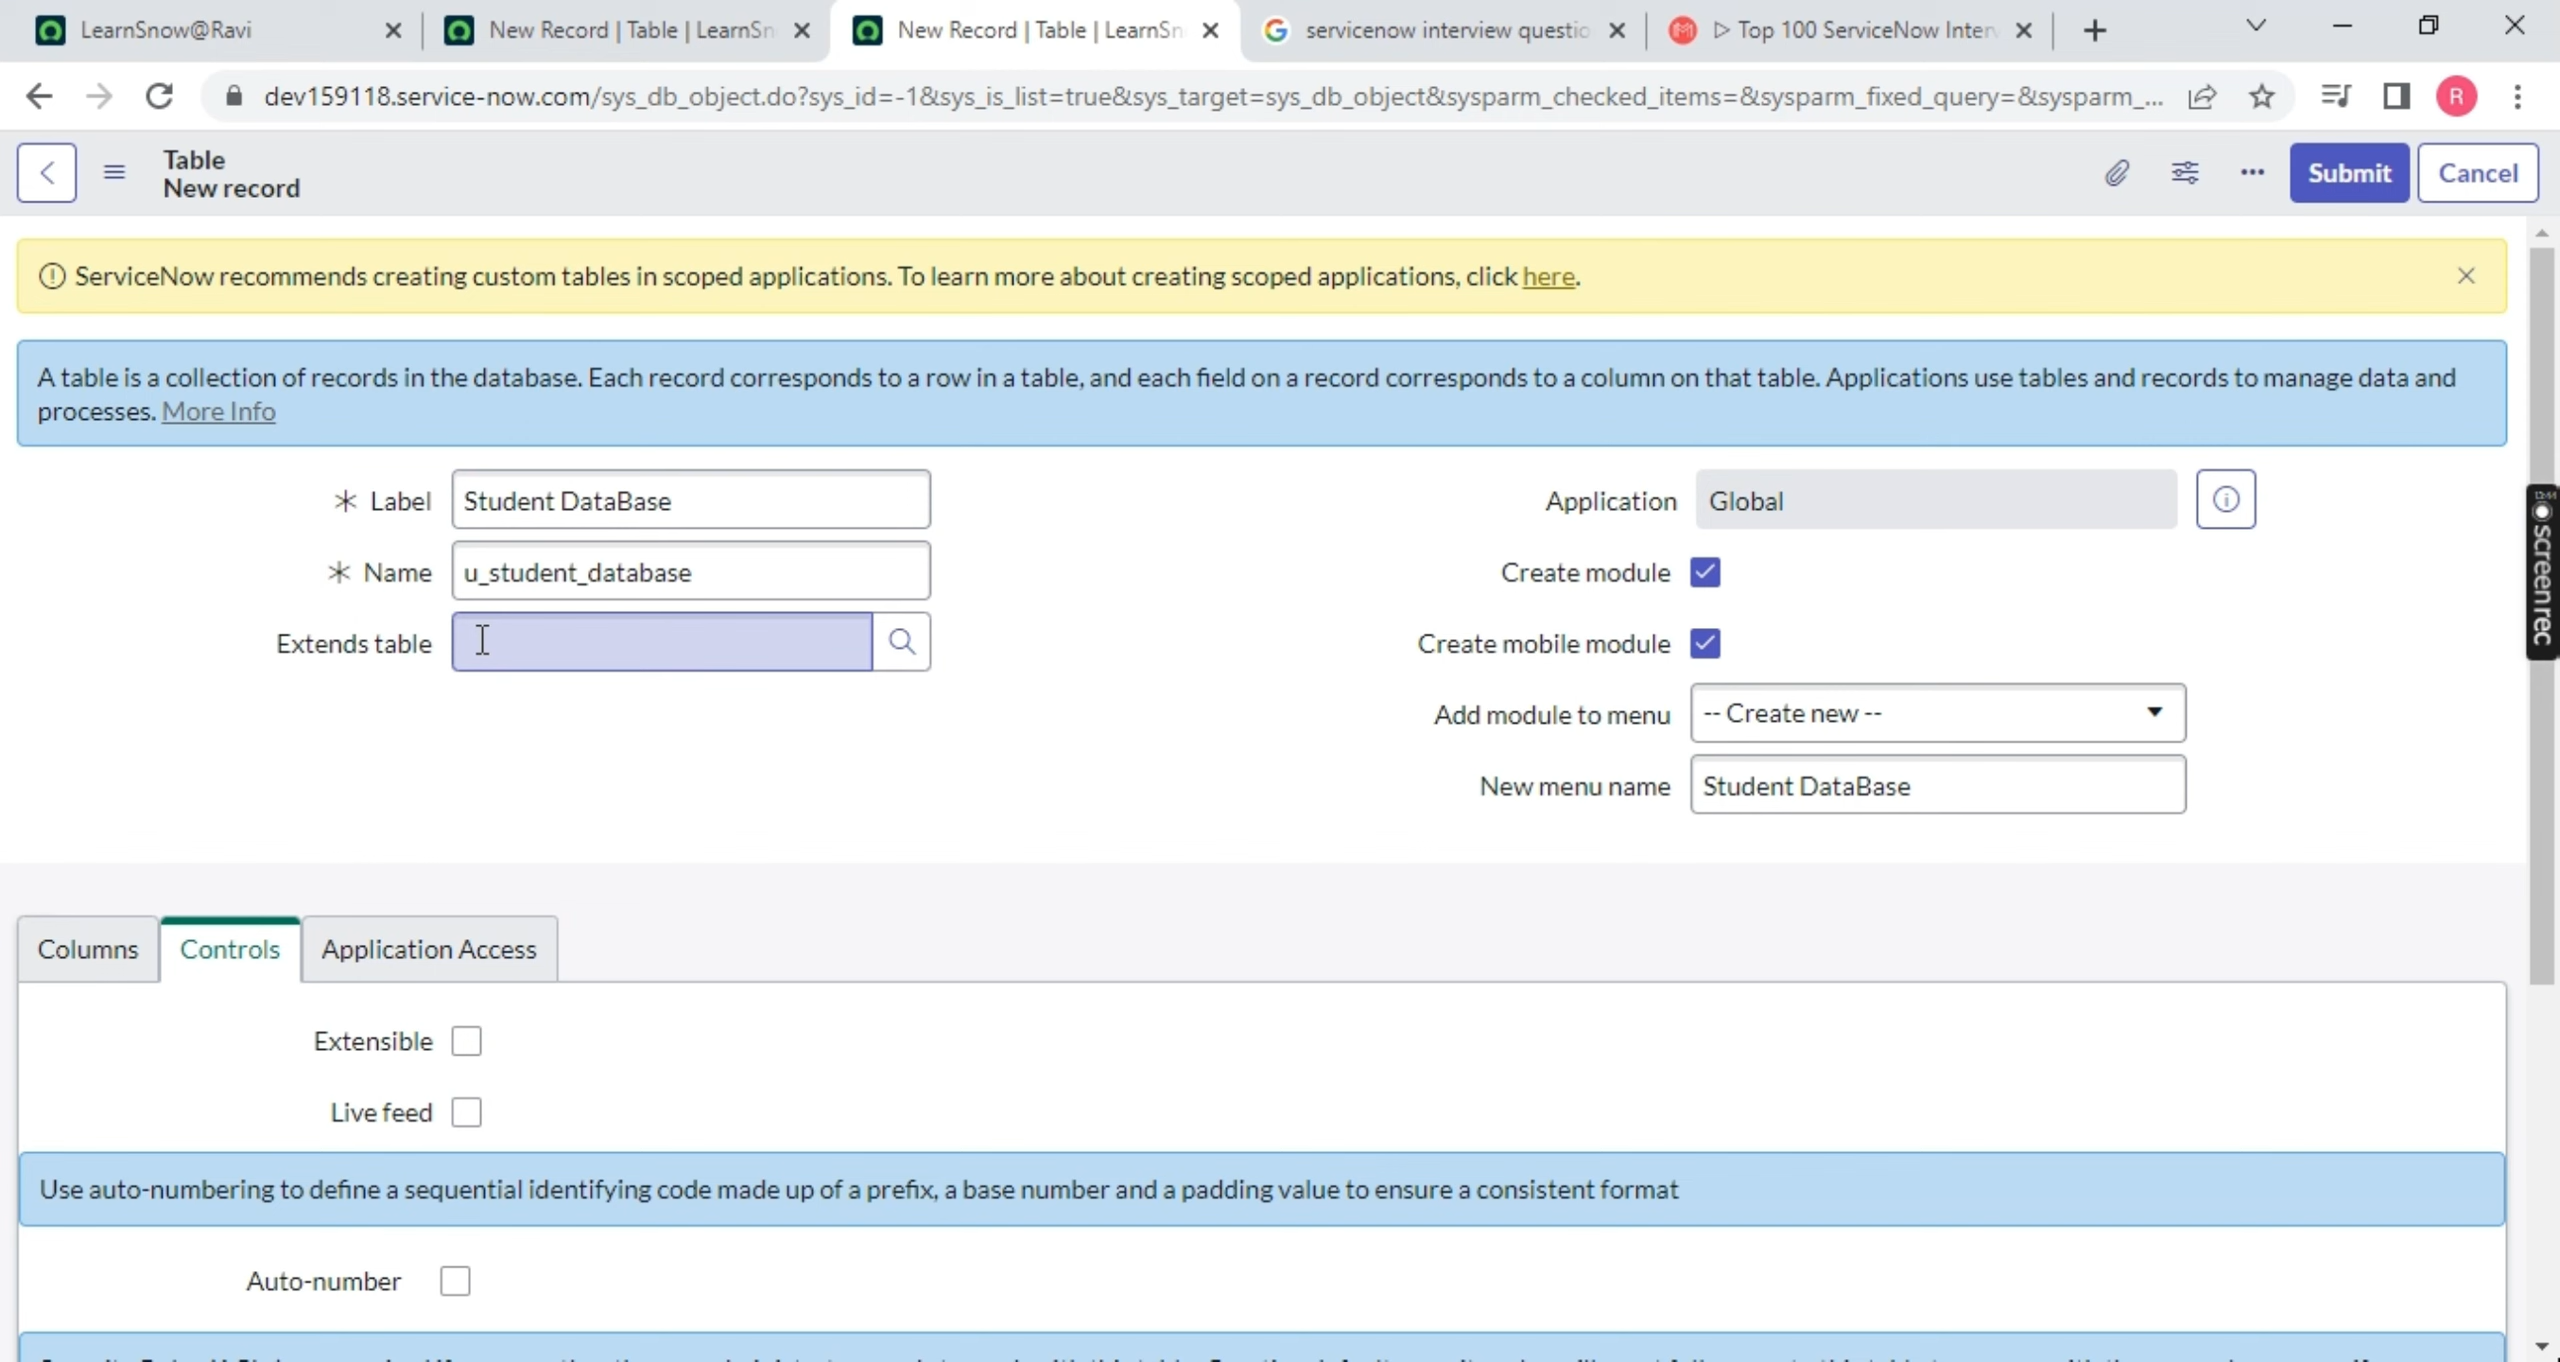 LearnSnow@Ravi
New Record | Table | LearnSn
New Record | Table | LearnSn
servicenow interview questio
▷ Top 100 ServiceNow Inter
dev159118.service-now.com/sys_db_object.do?sys_id=-1&sys_is_list=true&sys_target=sys_db_object&sysparm_checked_items=&sysparm_fixed_query=&sysparm_...
R
Table
New record
Submit
Cancel
ServiceNow recommends creating custom tables in scoped applications. To learn more about creating scoped applications, click here.
A table is a collection of records in the database. Each record corresponds to a row in a table, and each field on a record corresponds to a column on that table. Applications use tables and records to manage data and
processes. More Info
* Label Student DataBase
Application Global
* Name u_student_database
Create module
Extends table
Create mobile module
Add module to menu -- Create new --
New menu name Student DataBase
screenrec
Columns
Controls
Application Access
Extensible
Live feed
Use auto-numbering to define a sequential identifying code made up of a prefix, a base number and a padding value to ensure a consistent format
Auto-number